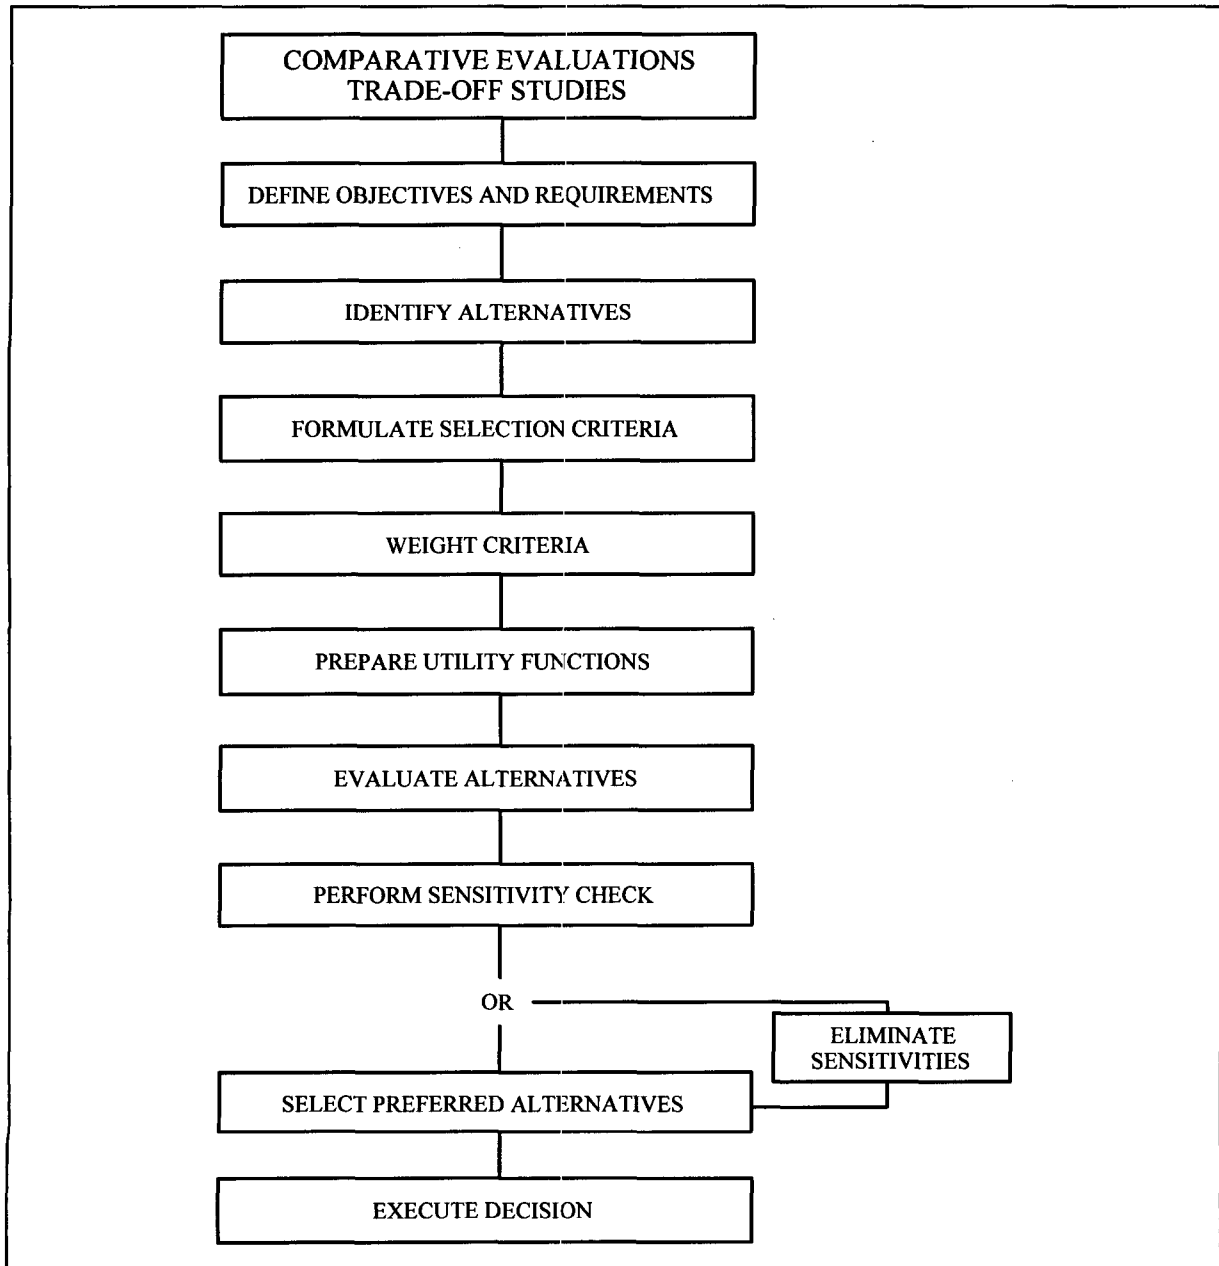 COMPARATIVE EVALUATIONS
TRADE-OFF STUDIES
DEFINE OBJECTIVES AND REQUIREMENTS
IDENTIFY ALTERNATIVES
FORMULATE SELECTION CRITERIA
WEIGHT CRITERIA
PREPARE UTILITY FUNCTIONS
EVALUATE ALTERNATIVES
PERFORM SENSITIVITY CHECK
OR
ELIMINATE
SENSITIVITIES
SELECT PREFERRED ALTERNATIVES
EXECUTE DECISION